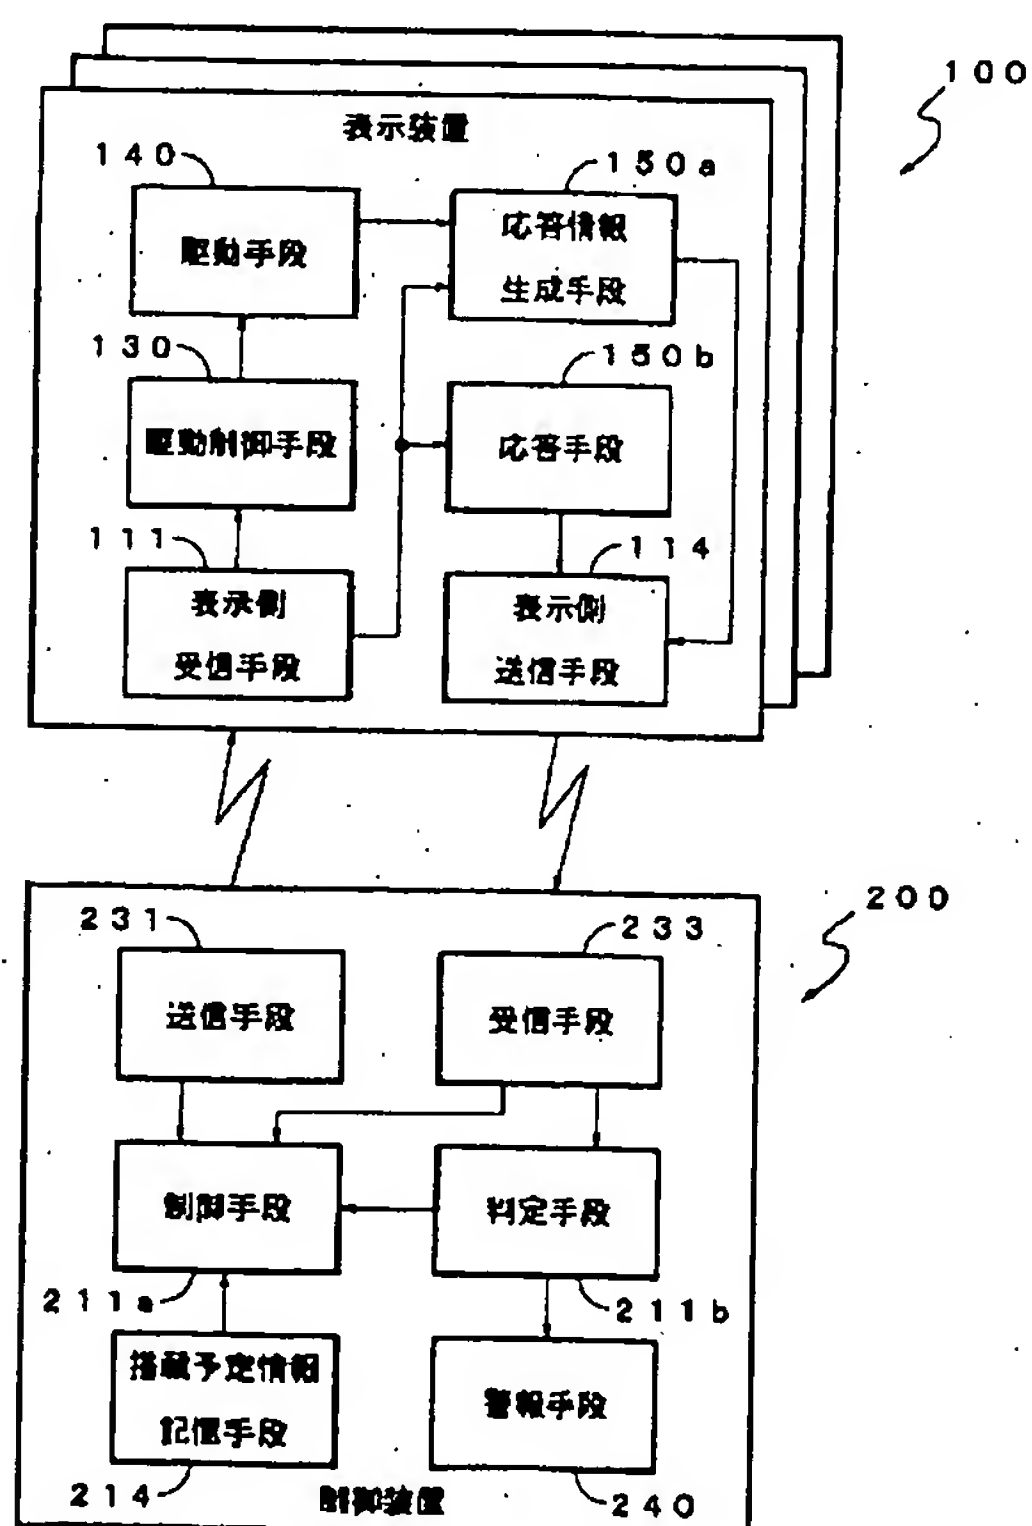 100
表示装置
140
150a
駆動手段
応答情報
生成手段
130
150b
駆動制御手段
応答手段
111
114
表示側
受信手段
表示側
送信手段
200
231
233
送信手段
受信手段
制御手段
判定手段
211a
211b
搭載予定情報
記憶手段
警報手段
214
制御装置
240